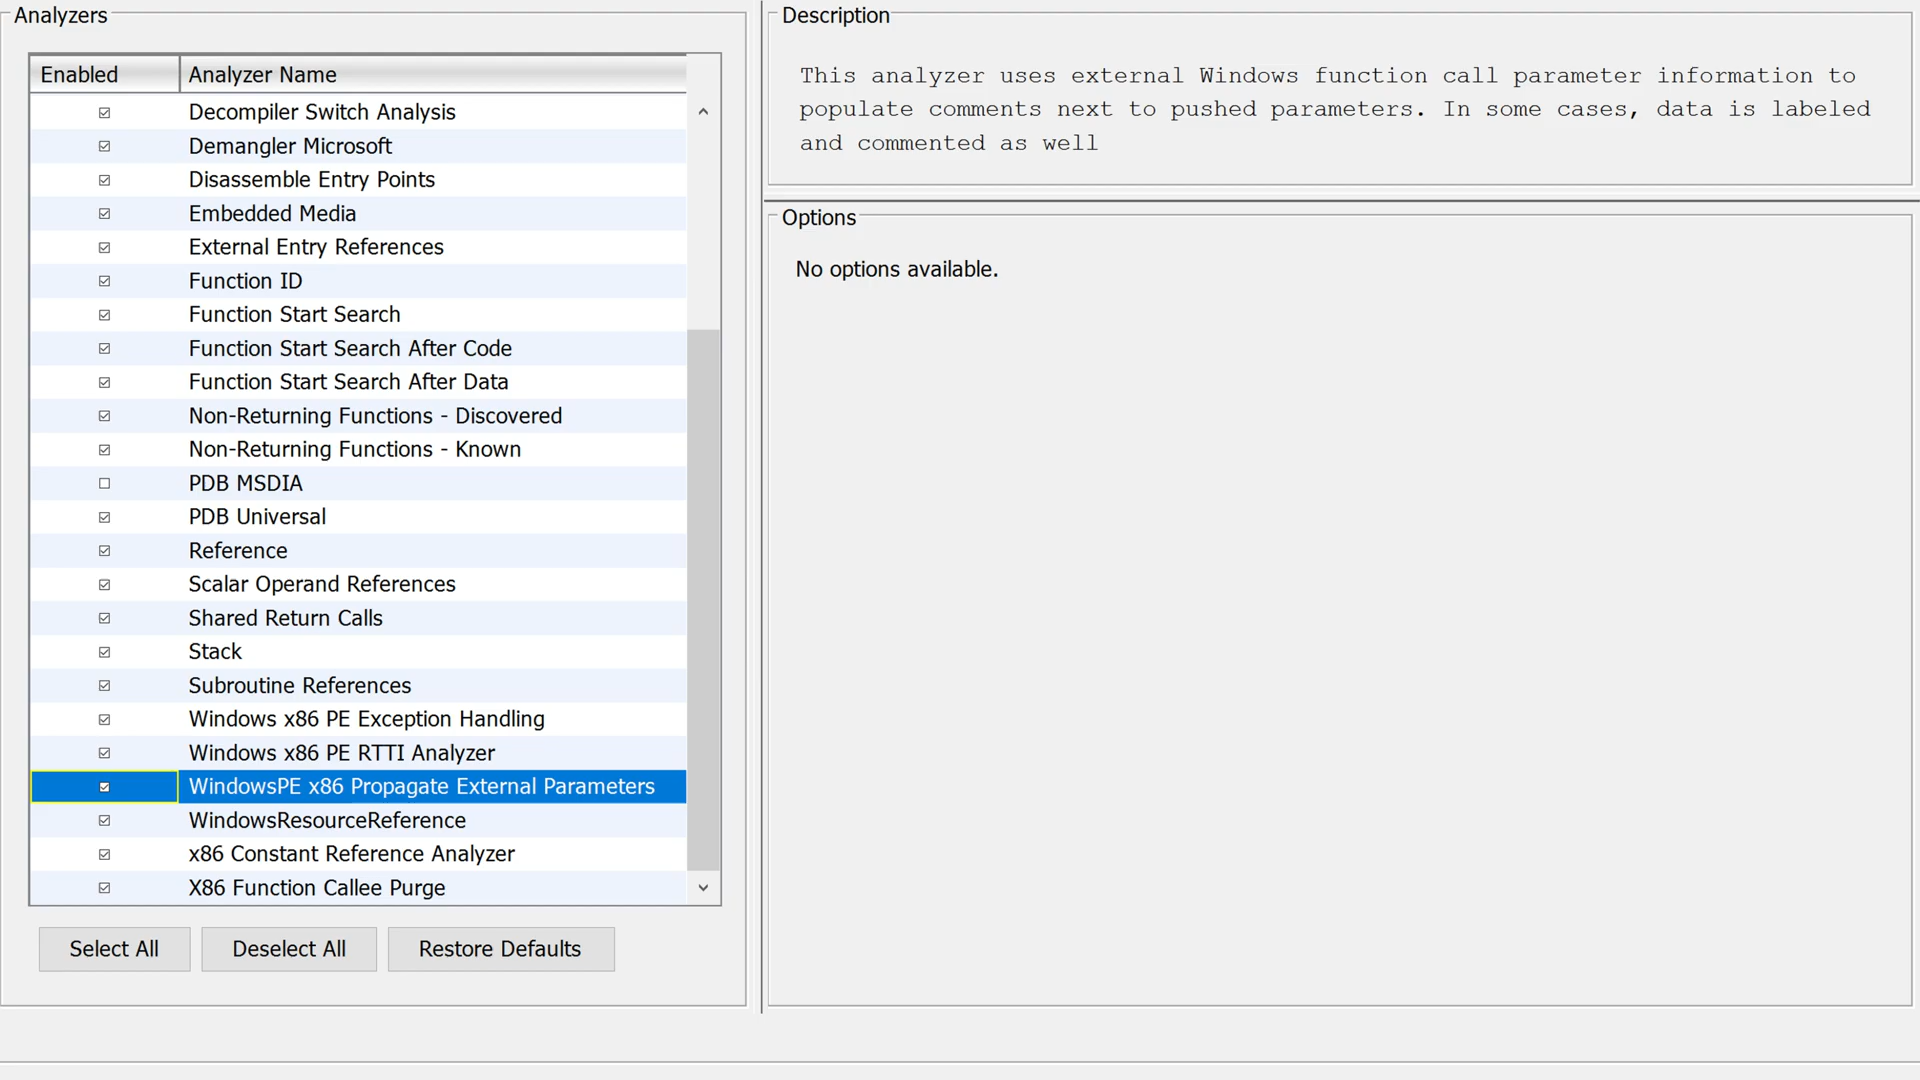 Analyzers
Enabled
Analyzer Name
Decompiler Switch Analysis
Demangler Microsoft
Disassemble Entry Points
Embedded Media
External Entry References
Function ID
Function Start Search
Function Start Search After Code
Function Start Search After Data
Non-Returning Functions - Discovered
Non-Returning Functions - Known
PDB MSDIA
PDB Universal
Reference
Scalar Operand References
Shared Return Calls
Stack
Subroutine References
Windows x86 PE Exception Handling
Windows x86 PE RTTI Analyzer
WindowsPE x86 Propagate External Parameters
WindowsResourceReference
x86 Constant Reference Analyzer
X86 Function Callee Purge
Select All
Deselect All
Restore Defaults
Description
This analyzer uses external Windows function call parameter information to
populate comments next to pushed parameters. In some cases, data is labeled
and commented as well
Options
No options available.